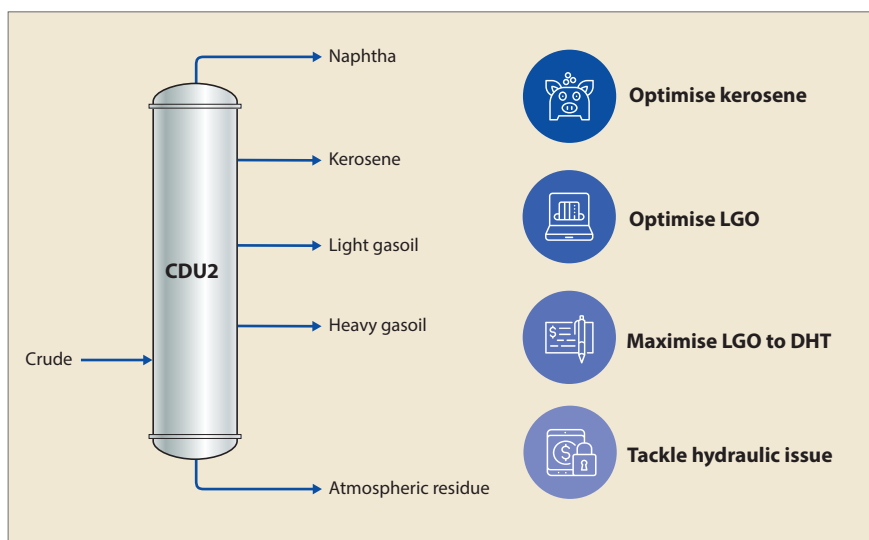 Naphtha
Kerosene
Light gasoil
CDU2
Heavy gasoil
Crude
Atmospheric residue
Optimise kerosene
Optimise LGO
$
Maximise LGO to DHT
$
Tackle hydraulic issue